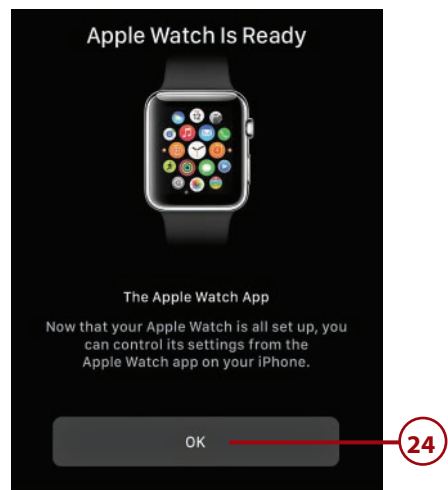 Apple Watch Is Ready
The Apple Watch App
Now that your Apple Watch is all set up, you
can control its settings from the
Apple Watch app on your iPhone.
OK
24